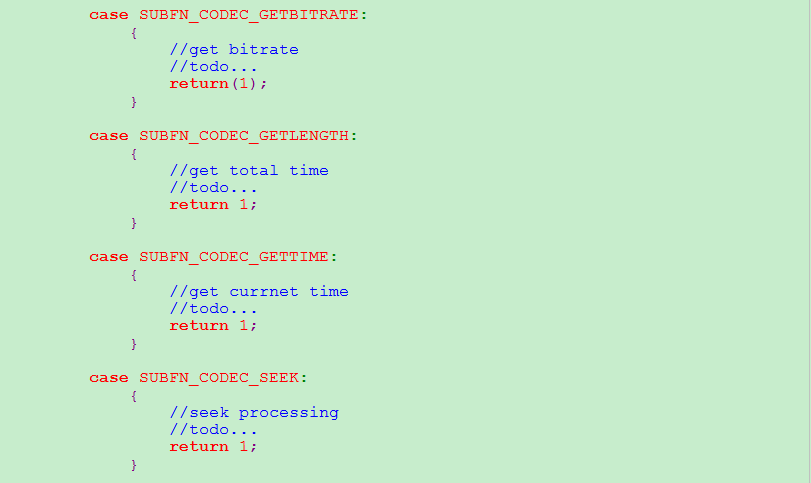 case SUBFN_CODEC_GETBITRATE:
{
//get bitrate
//todo...
return(1);
}
case SUBFN_CODEC_GETLENGTH:
{
//get total time
//todo...
return 1;
}
case SUBFN_CODEC_GETTIME:
{
//get currnet time
//todo...
return 1;
}
case SUBFN_CODEC_SEEK:
{
//seek processing
//todo...
return 1;
}